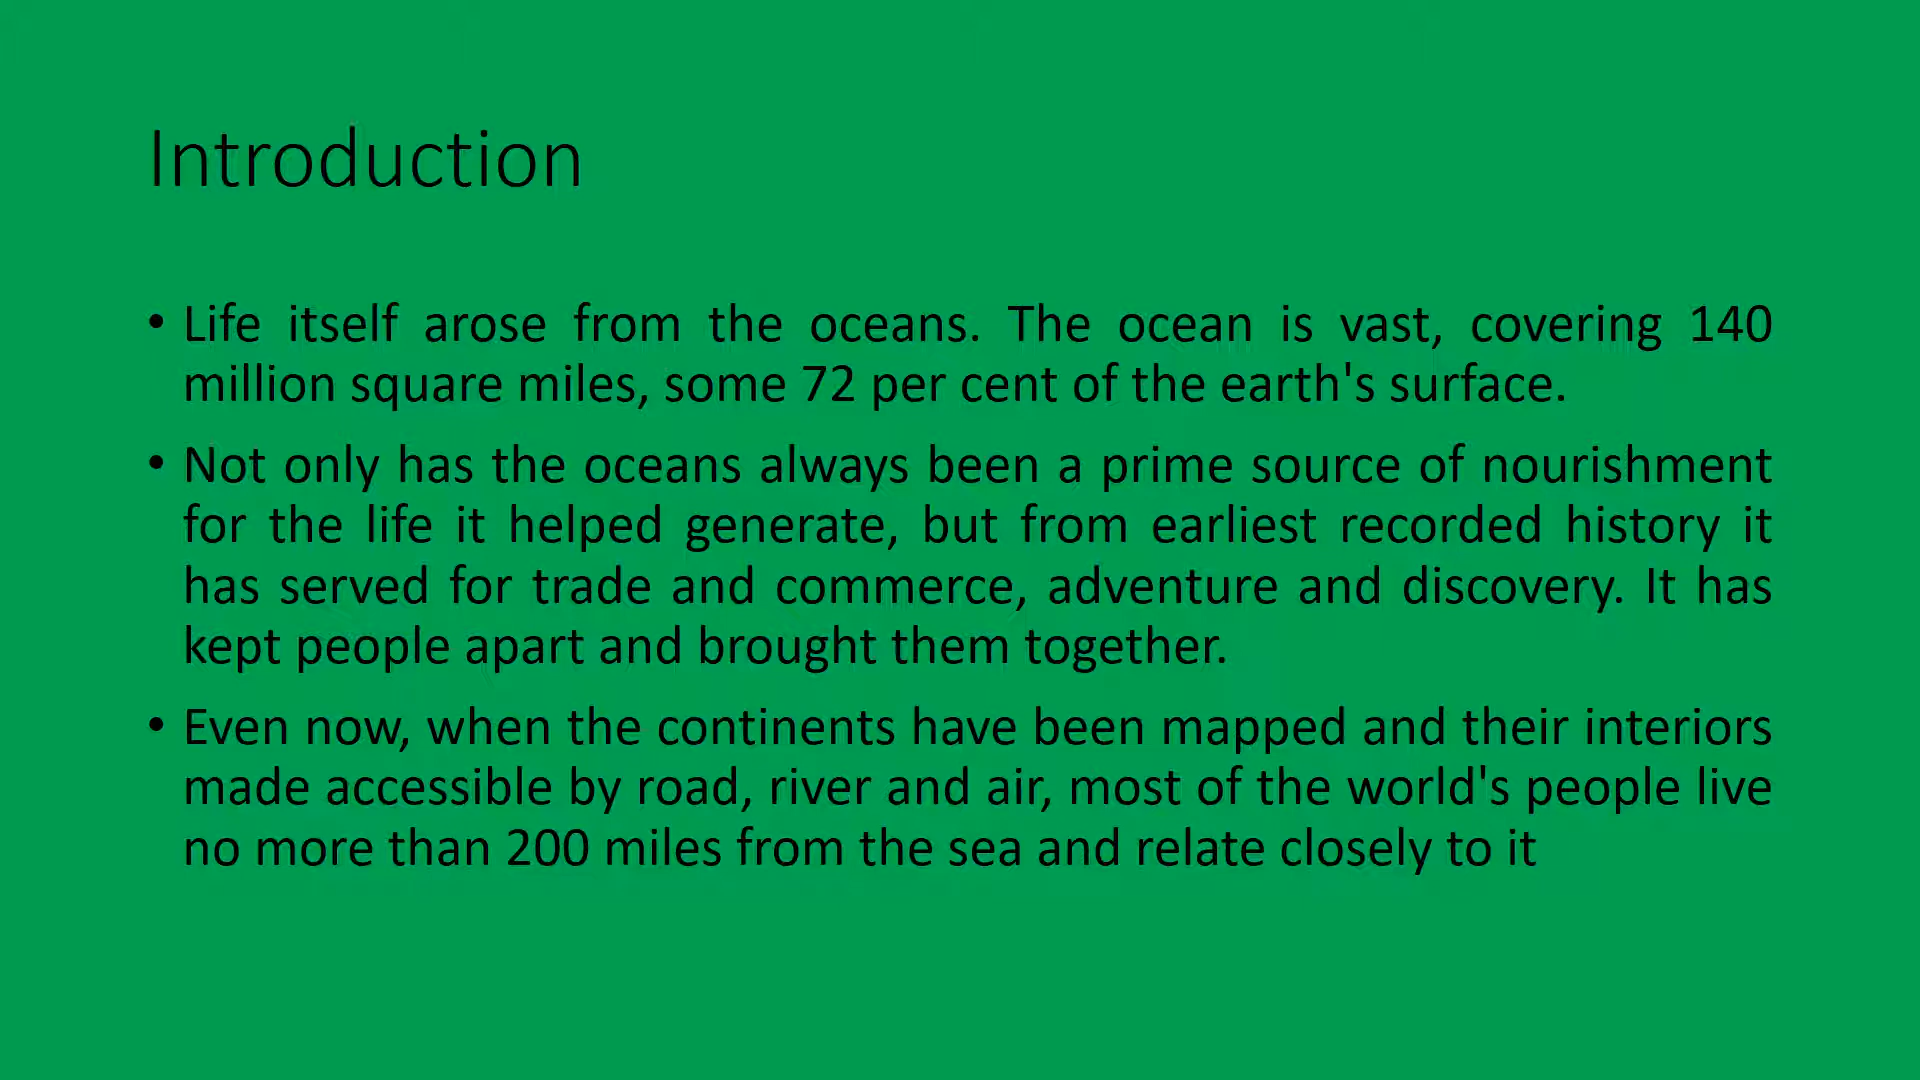 Introduction
• Life itself arose from the oceans. The ocean is vast, covering 140
million square miles, some 72 per cent of the earth's surface.
• Not only has the oceans always been a prime source of nourishment
for the life it helped generate, but from earliest recorded history it
has served for trade and commerce, adventure and discovery. It has
kept people apart and brought them together.
• Even now, when the continents have been mapped and their interiors
made accessible by road, river and air, most of the world's people live
no more than 200 miles from the sea and relate closely to it